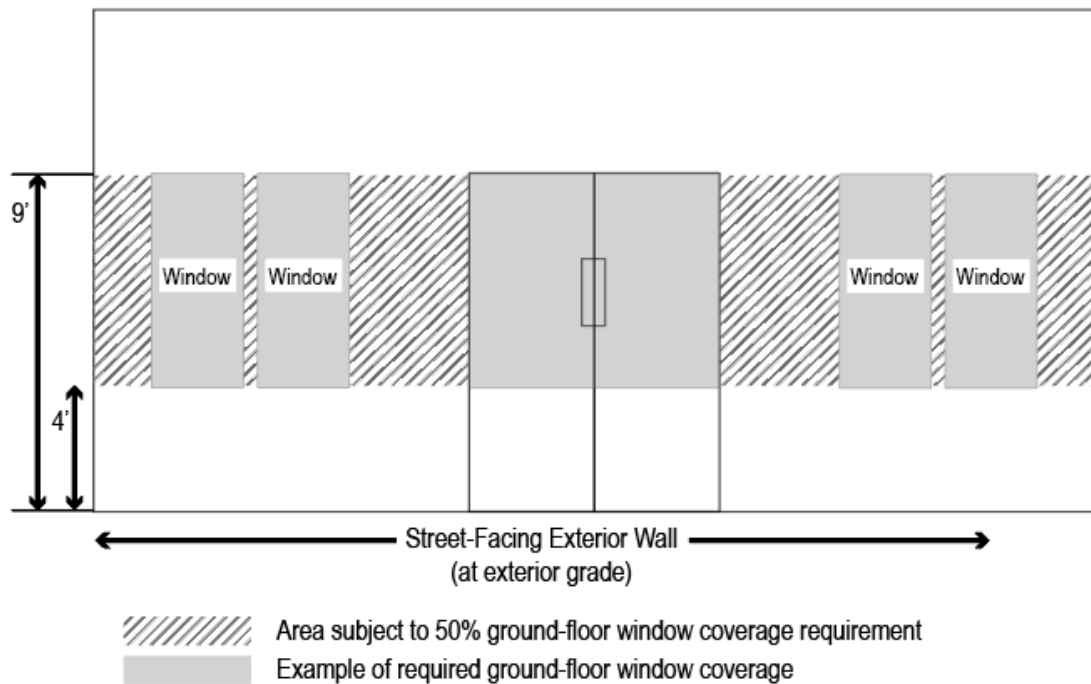 9’
Window
Window
Window
Window
4’
Street-Facing Exterior Wall
(at exterior grade)
Area subject to 50% ground-floor window coverage requirement
Example of required ground-floor window coverage